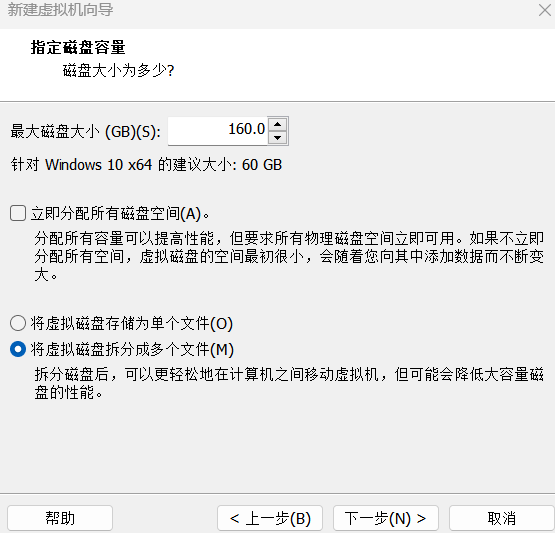 新建虚拟机向导
指定磁盘容量
磁盘大小为多少?
最大磁盘大小 (GB)(S): 160.0
针对 Windows 10 x64 的建议大小: 60 GB
立即分配所有磁盘空间(A)。
分配所有容量可以提高性能，但要求所有物理磁盘空间立即可用。如果不立即
分配所有空间，虚拟磁盘的空间最初很小，会随着您向其中添加数据而不断变
大。
将虚拟磁盘存储为单个文件(O)
将虚拟磁盘拆分成多个文件(M)
拆分磁盘后，可以更轻松地在计算机之间移动虚拟机，但可能会降低大容量磁
盘的性能。
帮助 < 上一步(B) 下一步(N) > 取消